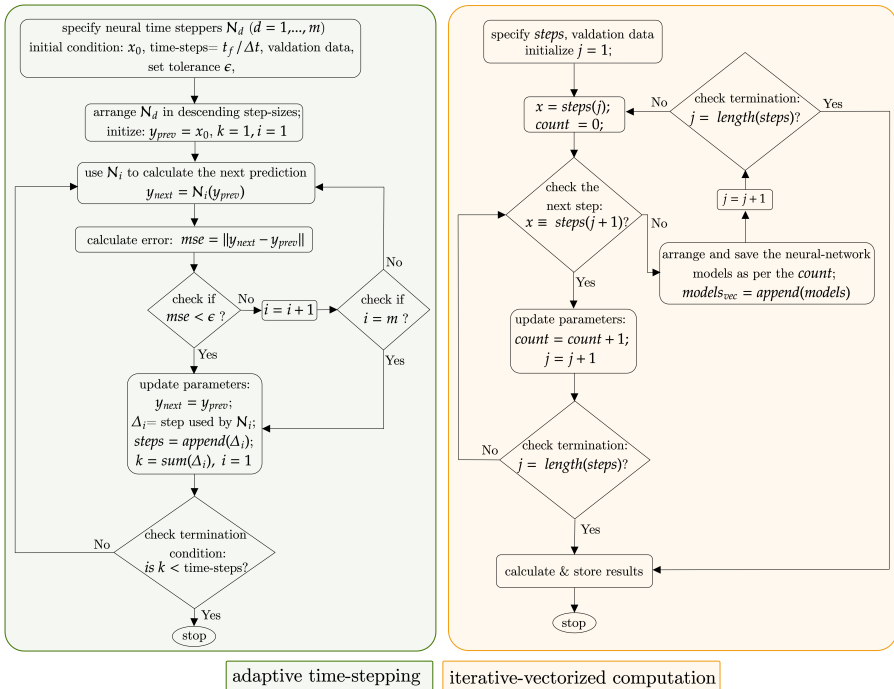 specify neural time steppers N_d (d = 1,..., m)
initial condition: x_0, time-steps= t_f/Δt, valdation data,
set tolerance ϵ,
arrange N_d in descending step-sizes;
initize: y_prev = x_0, k = 1, i = 1
use N_i to calculate the next prediction
y_next = N_i(y_prev)
calculate error: mse = ||y_next − y_prev||
check if
mse < ϵ ?
No
i = i + 1
check if
i = m ?
No
Yes
Yes
update parameters:
y_next = y_prev;
Δ_i= step used by N_i;
steps = append(Δ_i);
k = sum(Δ_i), i = 1
check termination
condition:
is k < time-steps?
No
Yes
stop
adaptive time-stepping
specify steps, valdation data
initialize j = 1;
x = steps(j);
count = 0;
No
check termination:
j = length(steps)?
Yes
check the
next step:
x ≡ steps(j + 1)?
No
j = j + 1
arrange and save the neural-network
models as per the count;
models_vec = append(models)
Yes
update parameters:
count = count + 1;
j = j + 1
check termination:
j = length(steps)?
No
Yes
calculate & store results
stop
iterative-vectorized computation